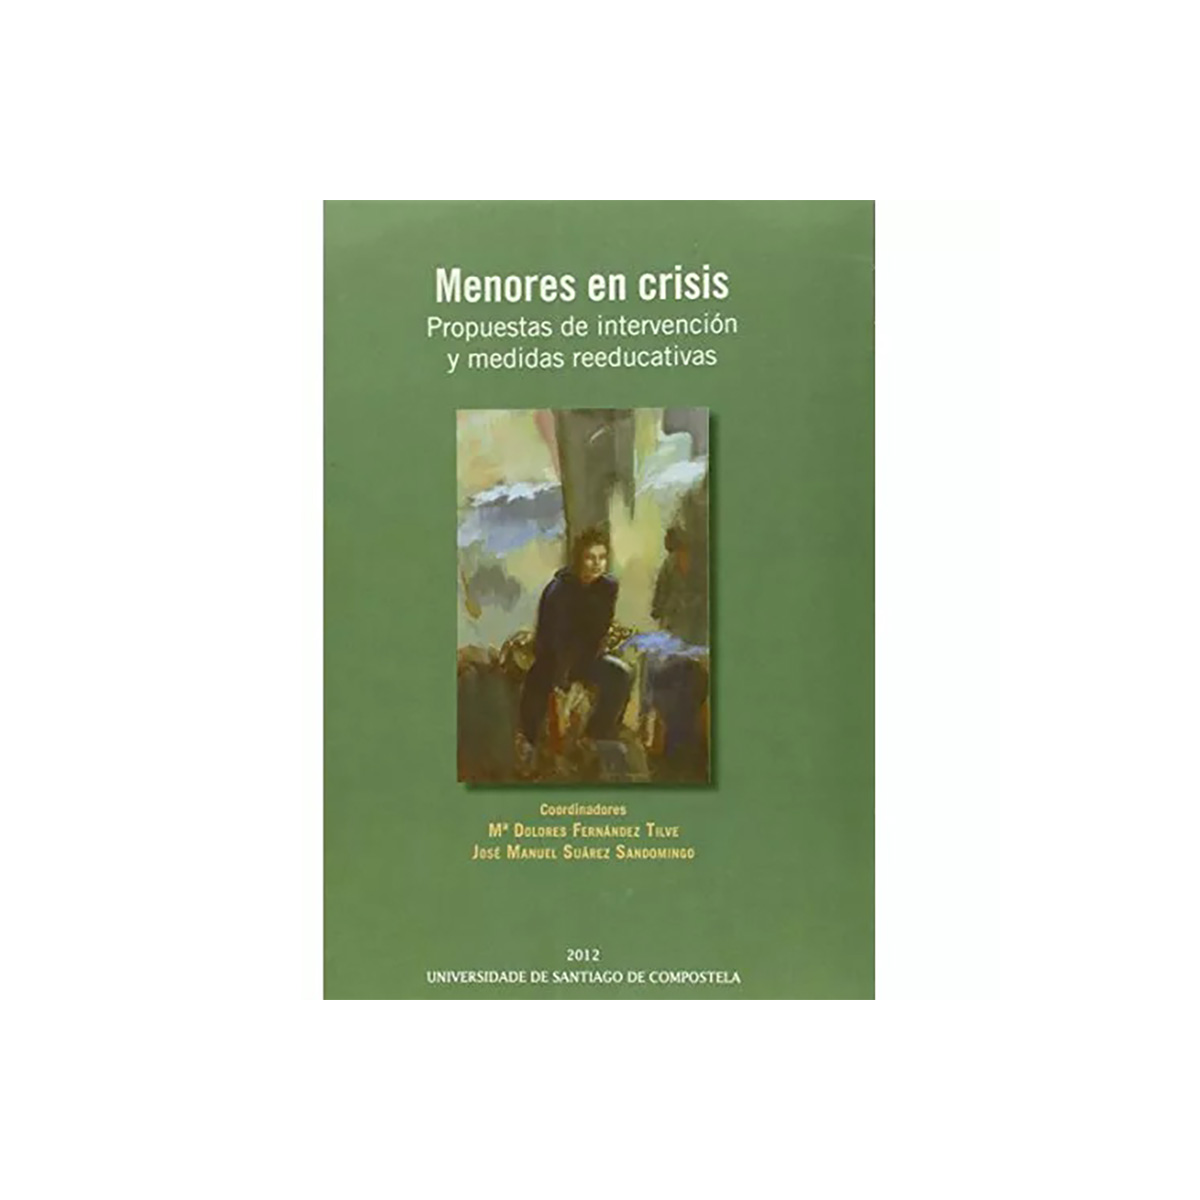 Menores en crisis
Propuestas de intervención
y medidas reeducativas
Coordinadores
Mª Dolores Fernández Tilve
José Manuel Suárez Sandomingo
2012
UNIVERSIDADE DE SANTIAGO DE COMPOSTELA